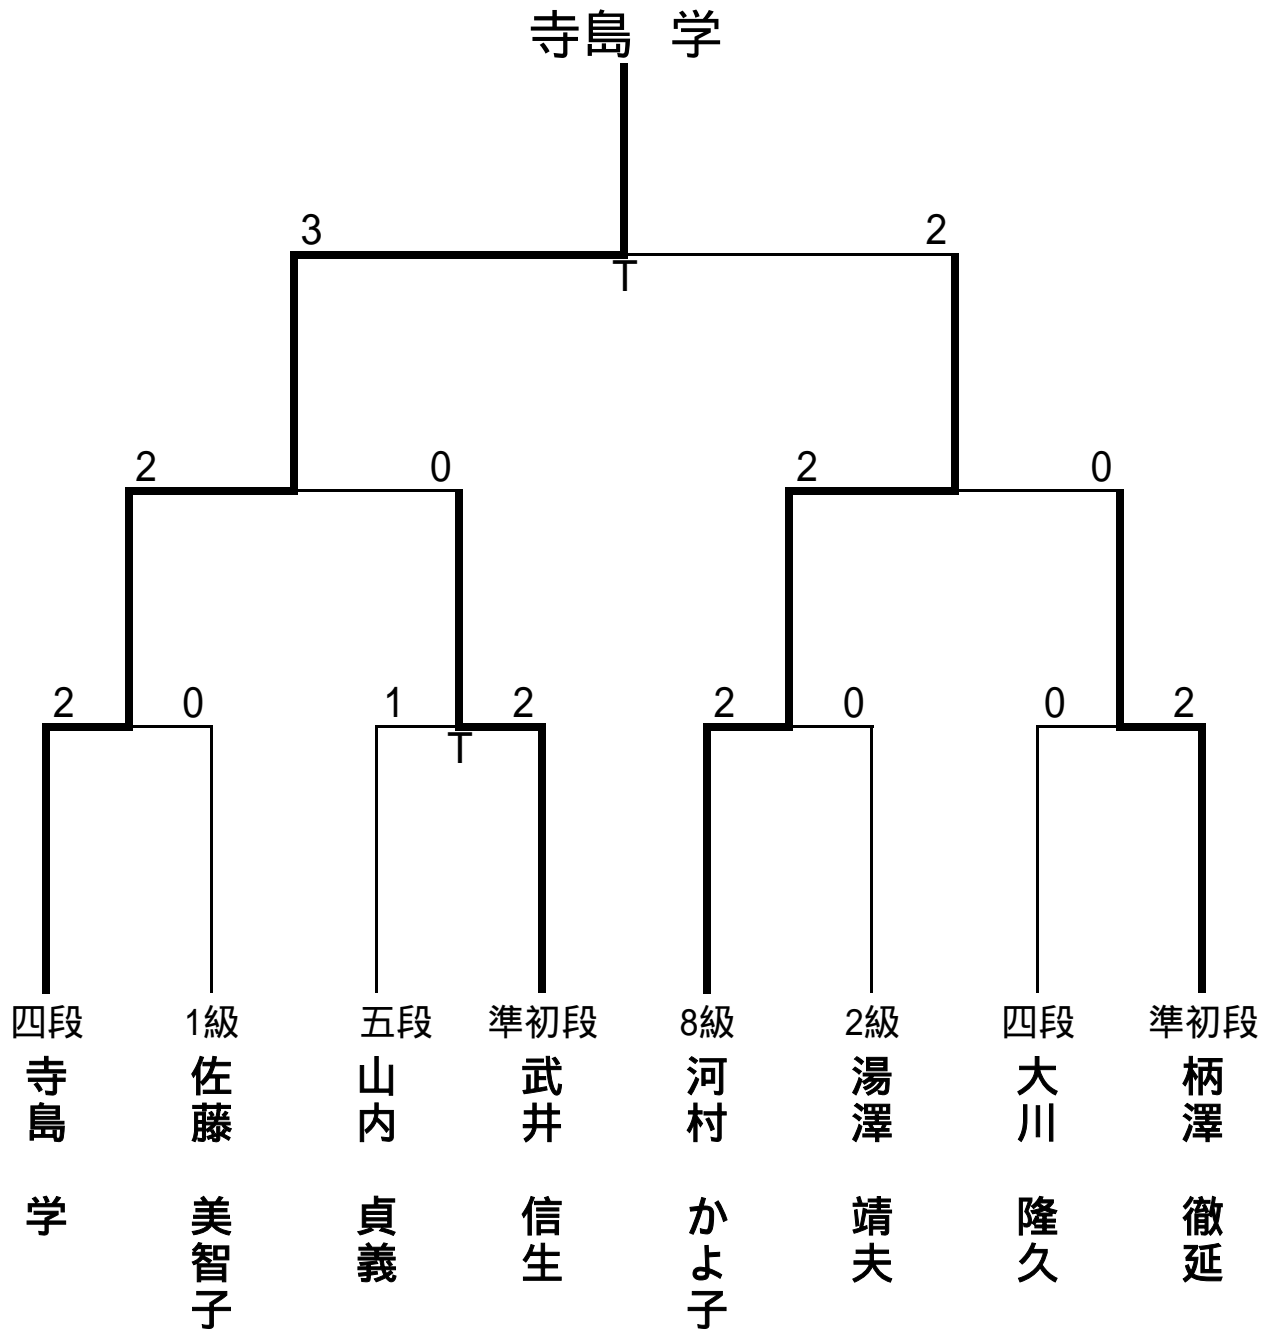 寺島 学
3 2
T
2 0 2 0
2 0 1 2 2 0 0 2
T
四段 1級 五段 準初段 8級 2級 四段 準初段
寺島 学
佐藤 美智子
山内 貞義
武井 信生
河村 かよ子
湯澤 靖夫
大川 隆久
柄澤 徹延